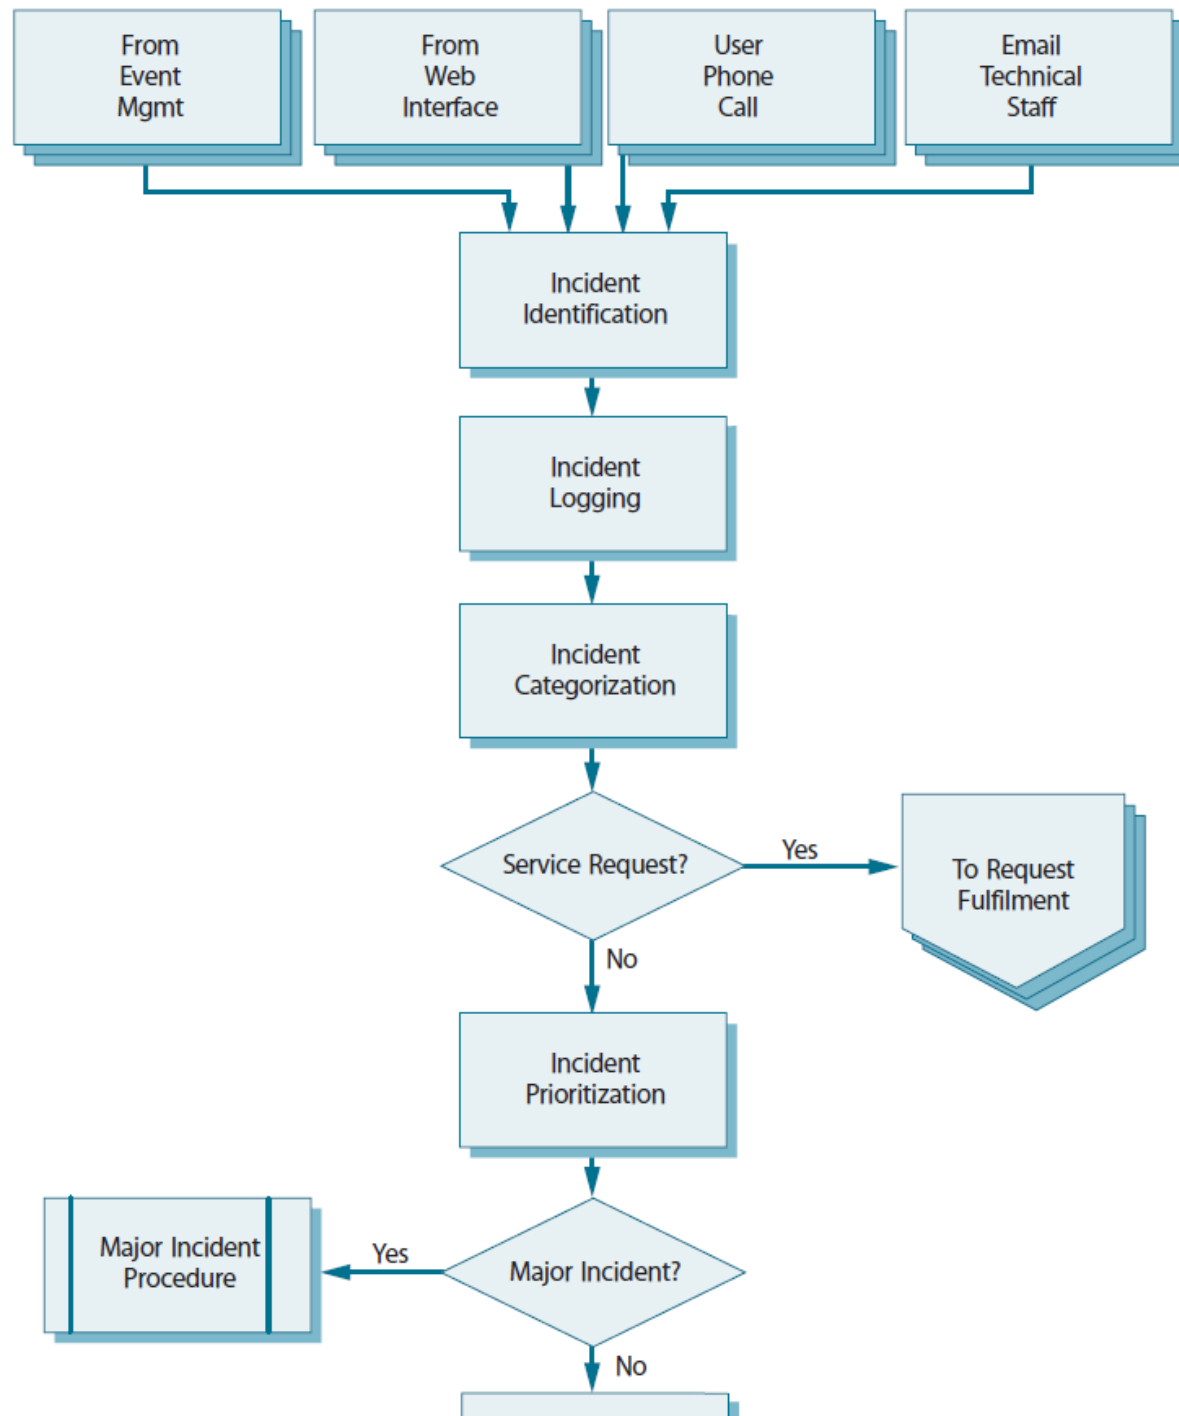 From
Event
Mgmt
From
Web
Interface
User
Phone
Call
Email
Technical
Staff
Incident
Identification
Incident
Logging
Incident
Categorization
Service Request?
Yes
To Request
Fulfilment
No
Incident
Prioritization
Major Incident
Procedure
Yes
Major Incident?
No